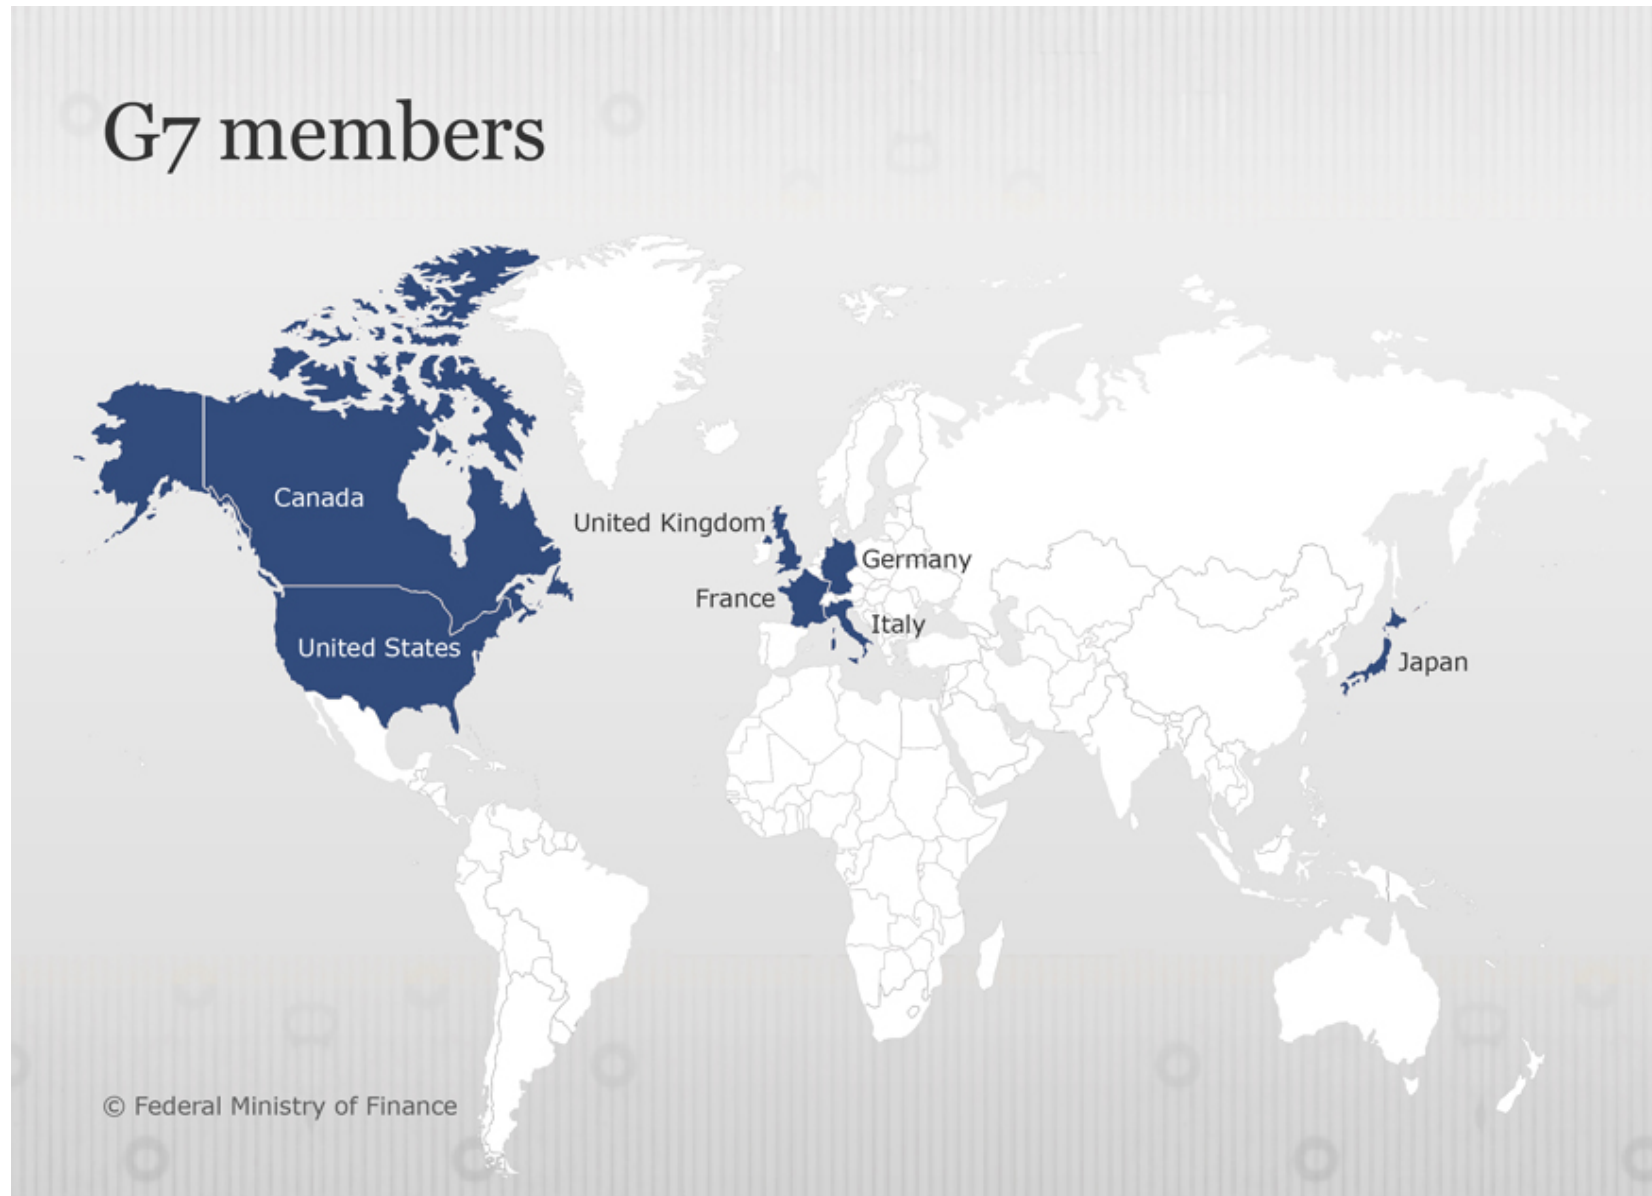 G7 members
Canada
United Kingdom
Germany
France
Italy
United States
Japan
© Federal Ministry of Finance